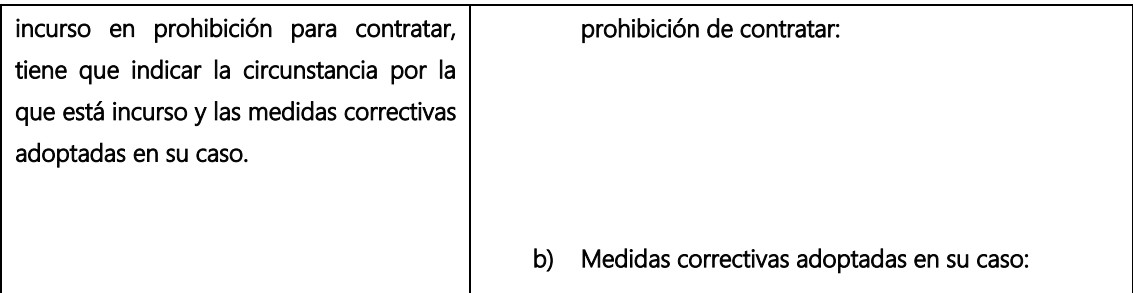 incurso en prohibición para contratar,
tiene que indicar la circunstancia por la
que está incurso y las medidas correctivas
adoptadas en su caso.
prohibición de contratar:
b) Medidas correctivas adoptadas en su caso: